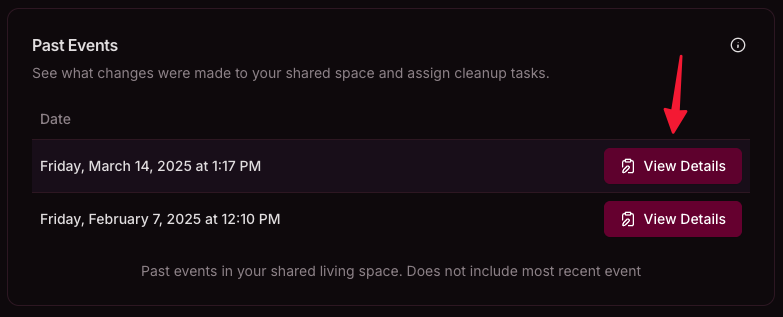 Past Events
See what changes were made to your shared space and assign cleanup tasks.
Date
Friday, March 14, 2025 at 1:17 PM
View Details
Friday, February 7, 2025 at 12:10 PM
View Details
Past events in your shared living space. Does not include most recent event